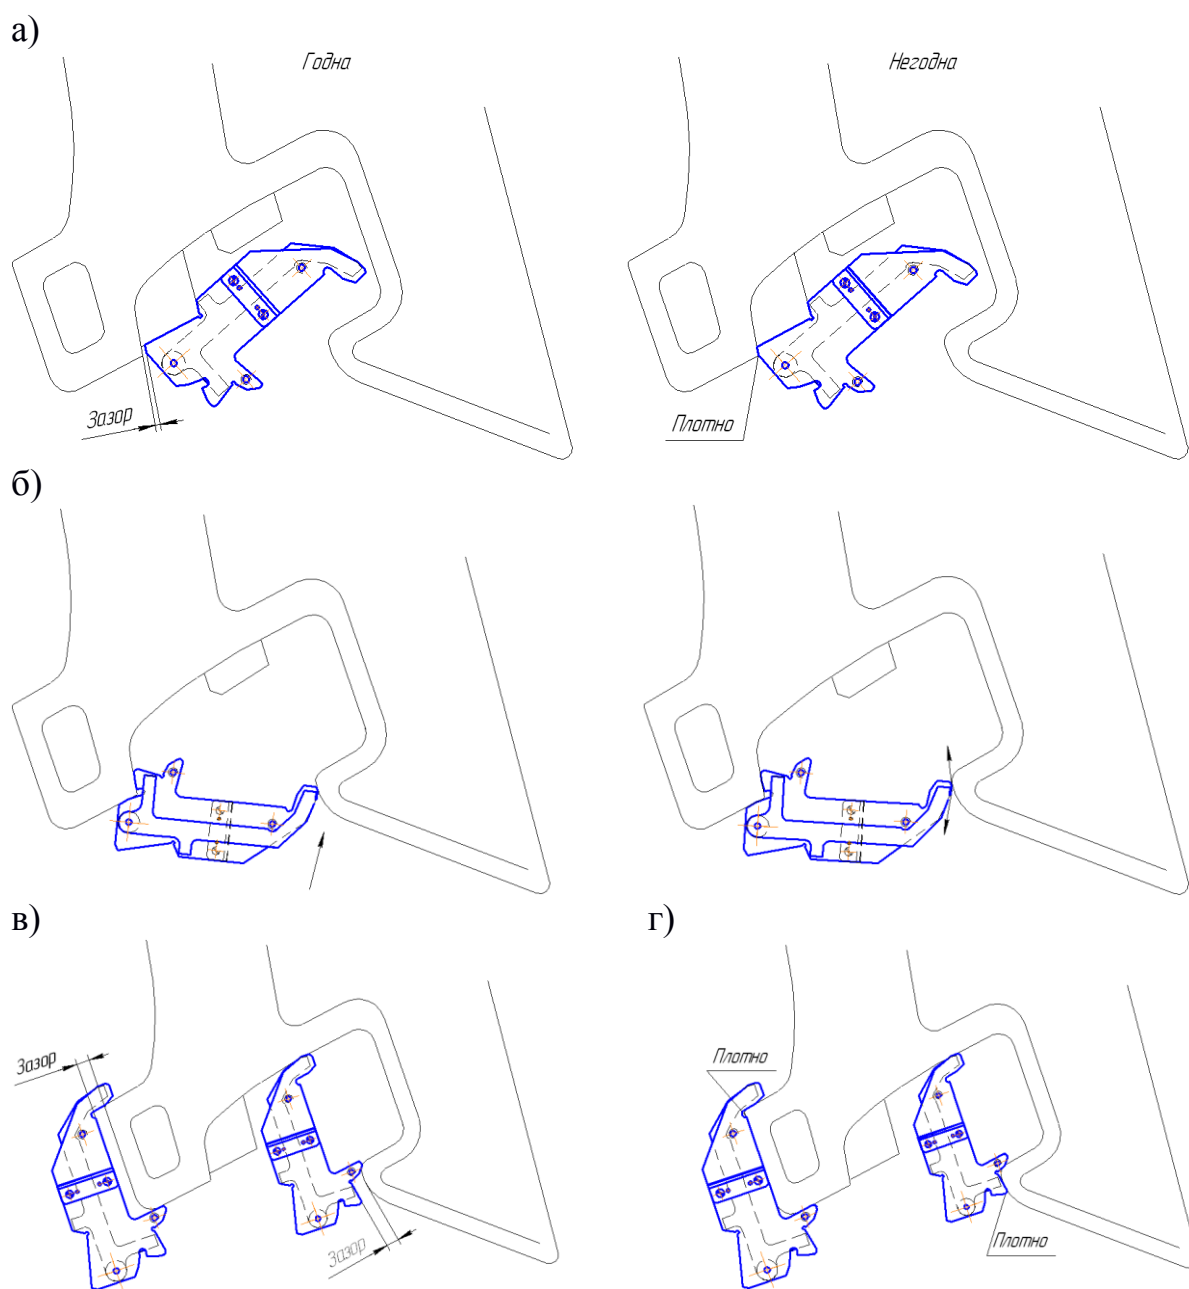 а)
Годна
Негодна
Зазор
Плотно
б)
в)
г)
Зазор
Плотно
Зазор
Плотно